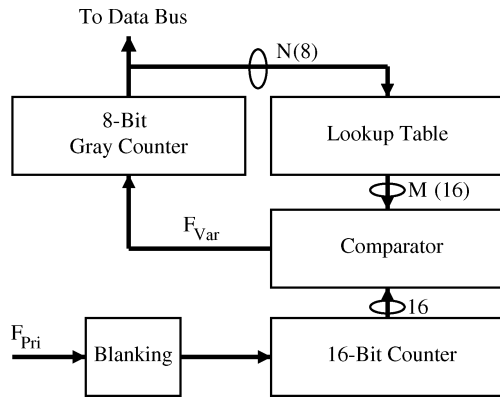 To Data Bus
N(8)
8-Bit
Gray Counter
Lookup Table
M (16)
F_Var
Comparator
16
F_Pri
Blanking
16-Bit Counter